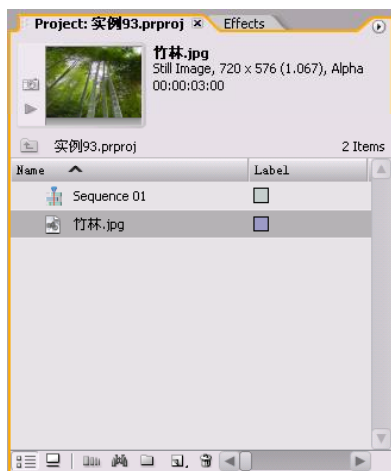 Project: 实例93.prproj × Effects
竹林.jpg
Still Image, 720 x 576 (1.067), Alpha
00:00:03:00
实例93.prproj 2 Items
Name Label
Sequence 01
竹林.jpg